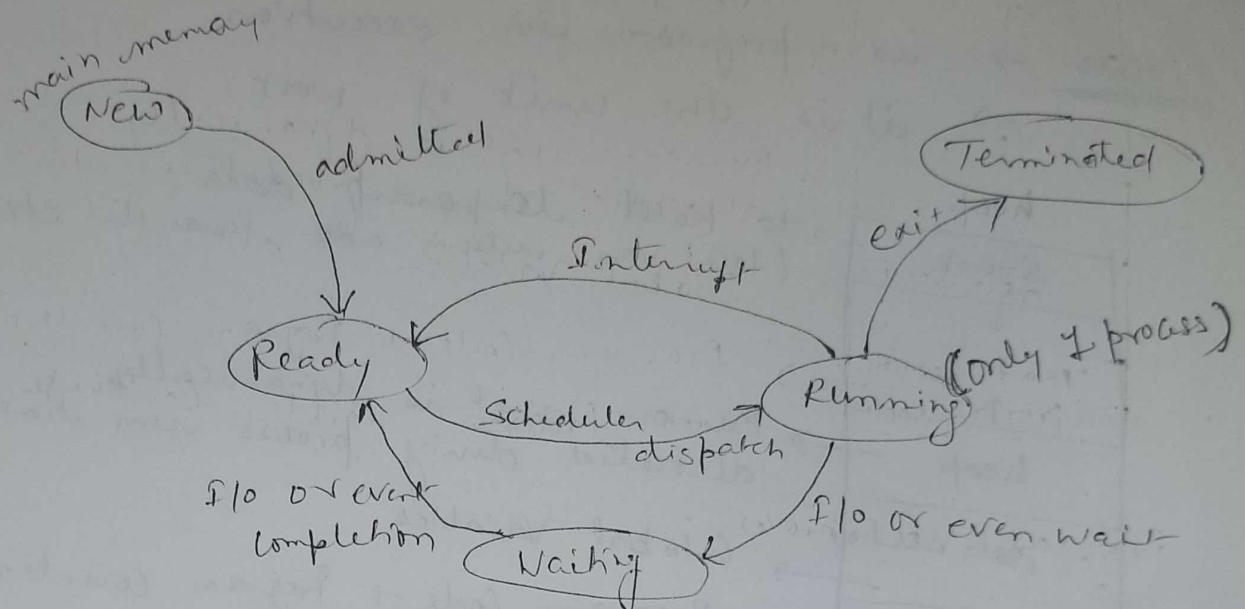 main memory
New
admitted
Terminated
exit
Interrupt
Ready
Running
(only 1 process)
Scheduler
dispatch
I/O or event
completion
I/O or even wait
Waiting